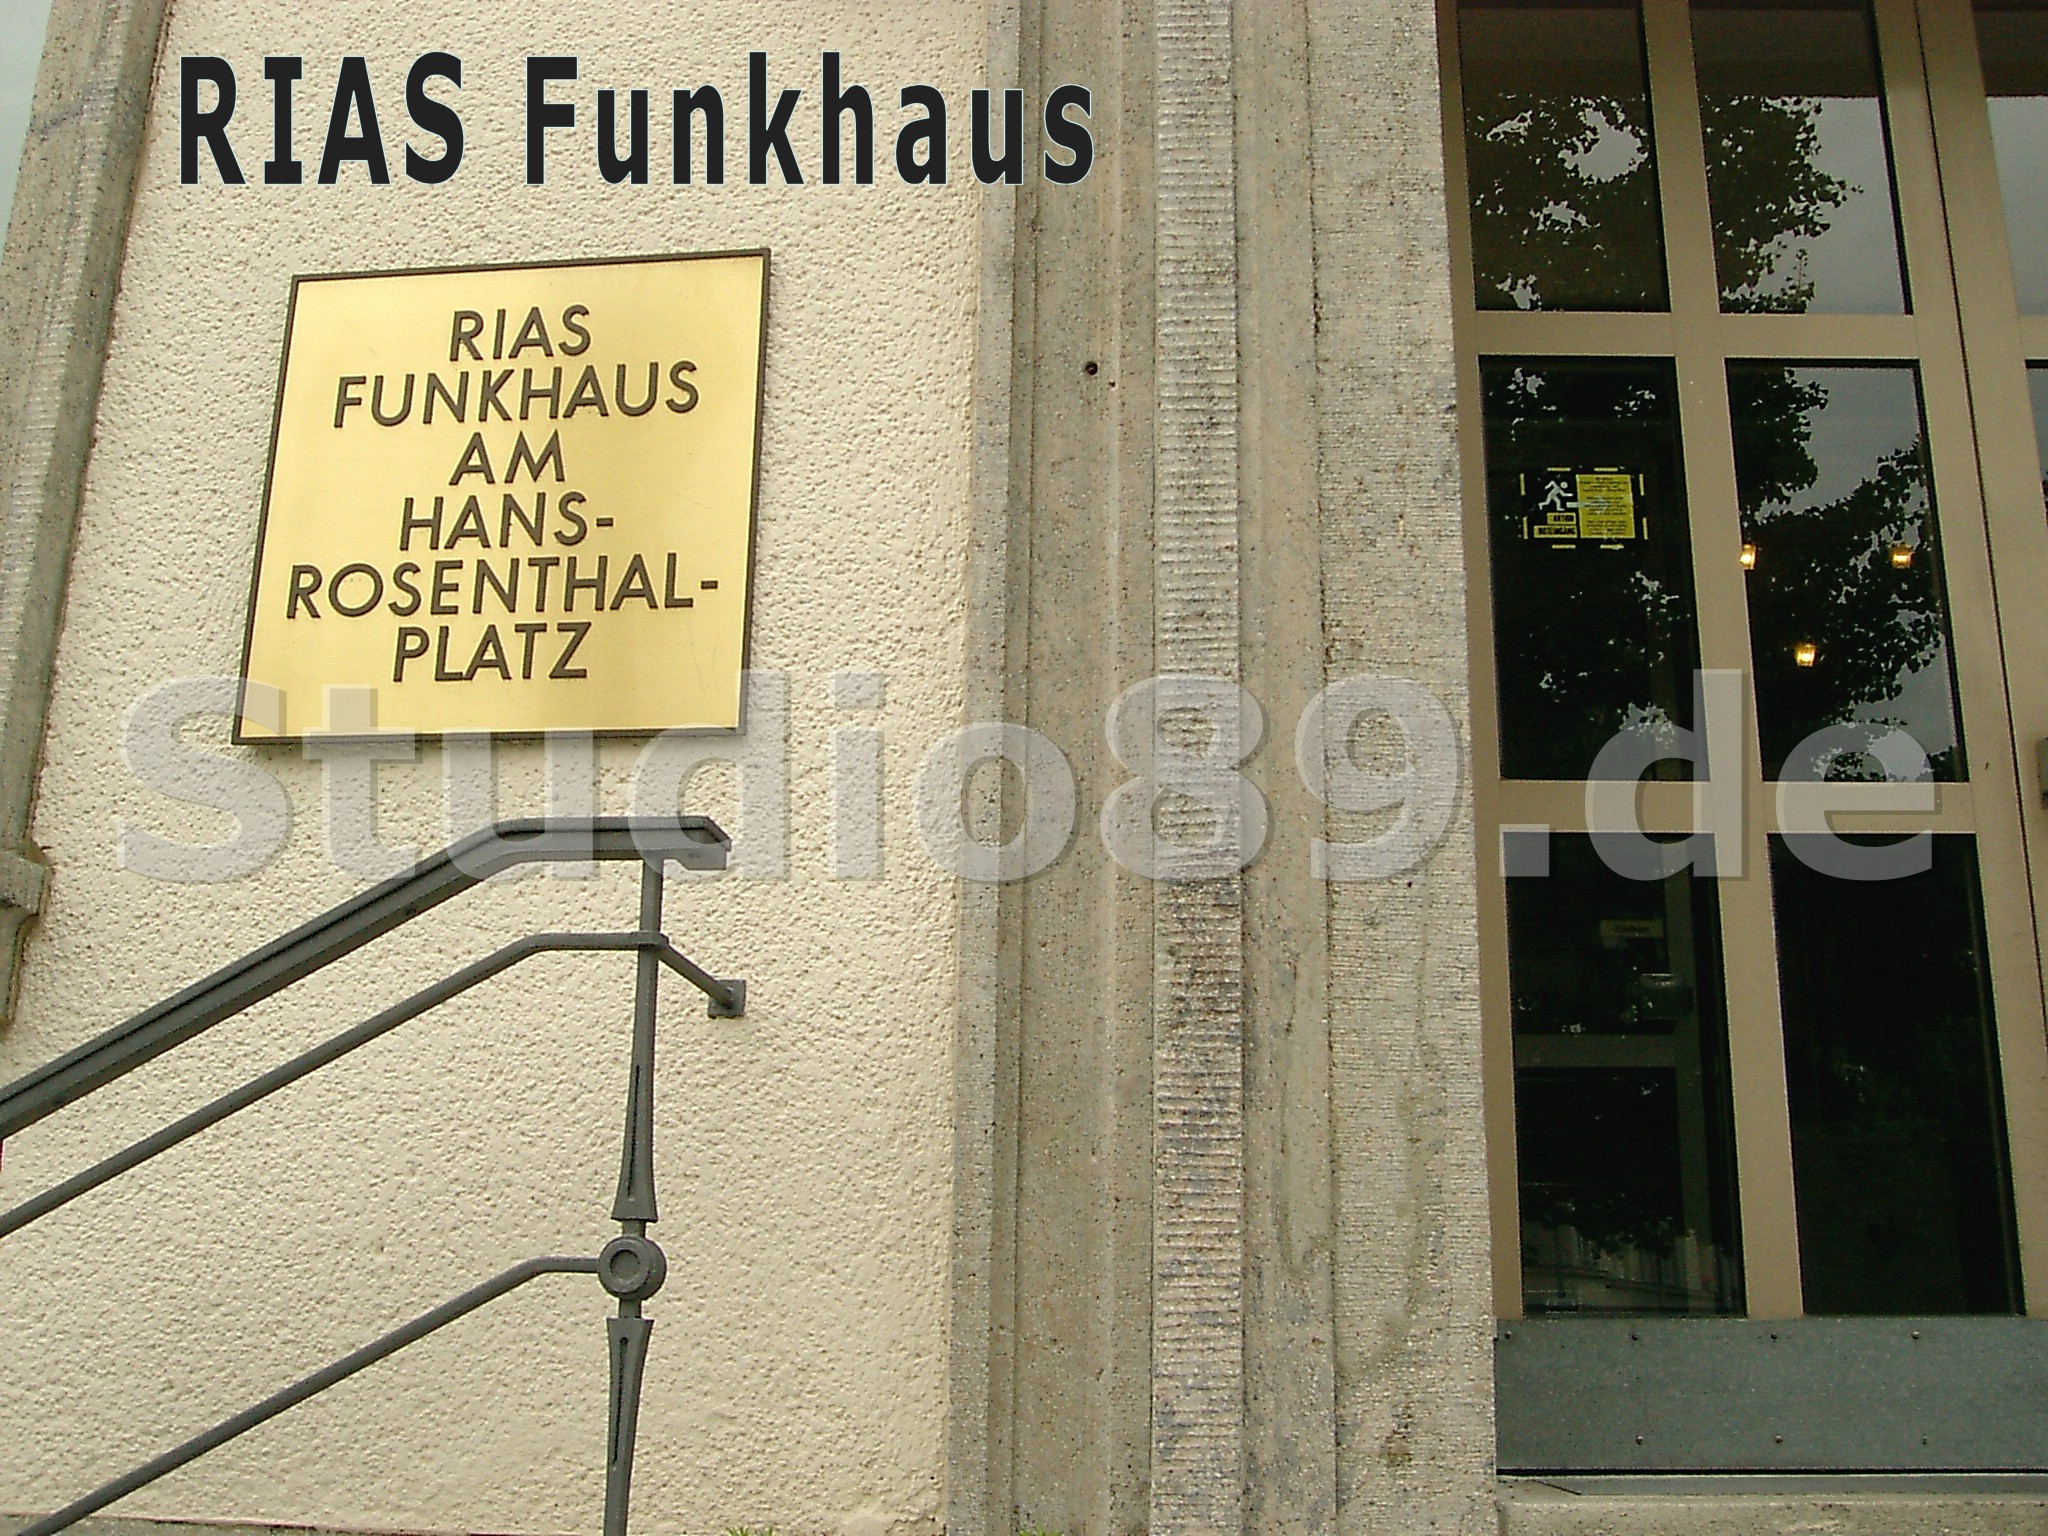 RIAS Funkhaus
RIAS
FUNKHAUS
AM
HANS-
ROSENTHAL-
PLATZ
Studio89.de